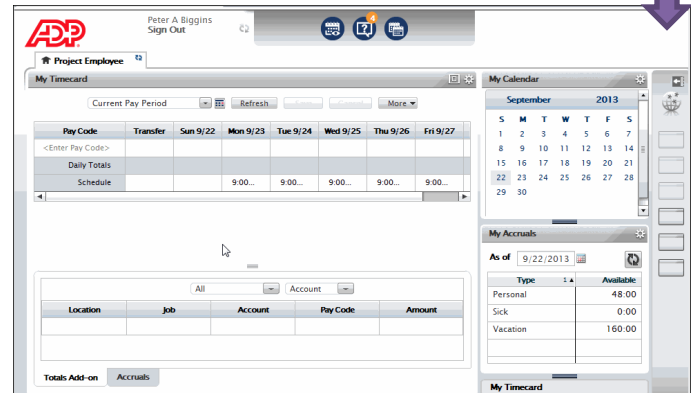 ADP
Peter A Biggins
Sign Out
4
Project Employee
My Timecard
Current Pay Period Refresh More
Pay Code Transfer Sun 9/22 Mon 9/23 Tue 9/24 Wed 9/25 Thu 9/26 Fri 9/27
<Enter Pay Code>
Daily Totals
Schedule 9:00... 9:00... 9:00... 9:00... 9:00...
All Account
Location Job Account Pay Code Amount
Totals Add-on Accruals
My Calendar
September 2013
S M T W T F S
1 2 3 4 5 6 7
8 9 10 11 12 13 14
15 16 17 18 19 20 21
22 23 24 25 26 27 28
29 30
My Accruals
As of 9/22/2013
Type 1 Available
Personal 48:00
Sick 0:00
Vacation 160:00
My Timecard